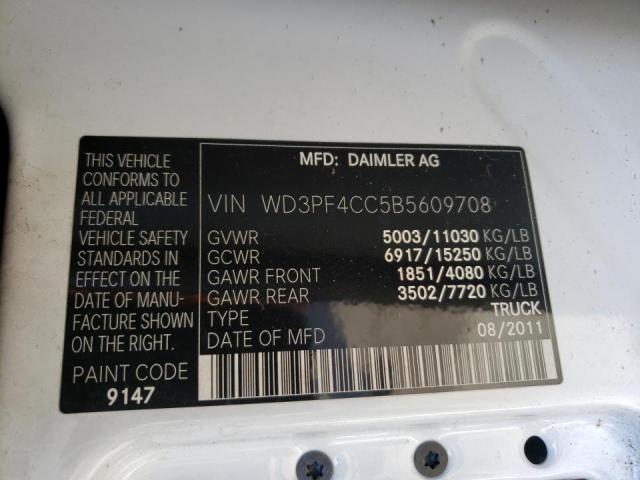 MFD: DAIMLER AG
THIS VEHICLE
CONFORMS TO
ALL APPLICABLE
FEDERAL MOTOR
VEHICLE SAFETY
STANDARDS IN
EFFECT ON THE
DATE OF MANU-
FACTURE SHOWN
ON THE RIGHT.
PAINT CODE
9147
VIN WD3PF4CC5B5609708
GVWR 5003/11030 KG/LB
GCWR 6917/15250 KG/LB
GAWR FRONT 1851/4080 KG/LB
GAWR REAR 3502/7720 KG/LB
TYPE TRUCK
DATE OF MFD 08/2011